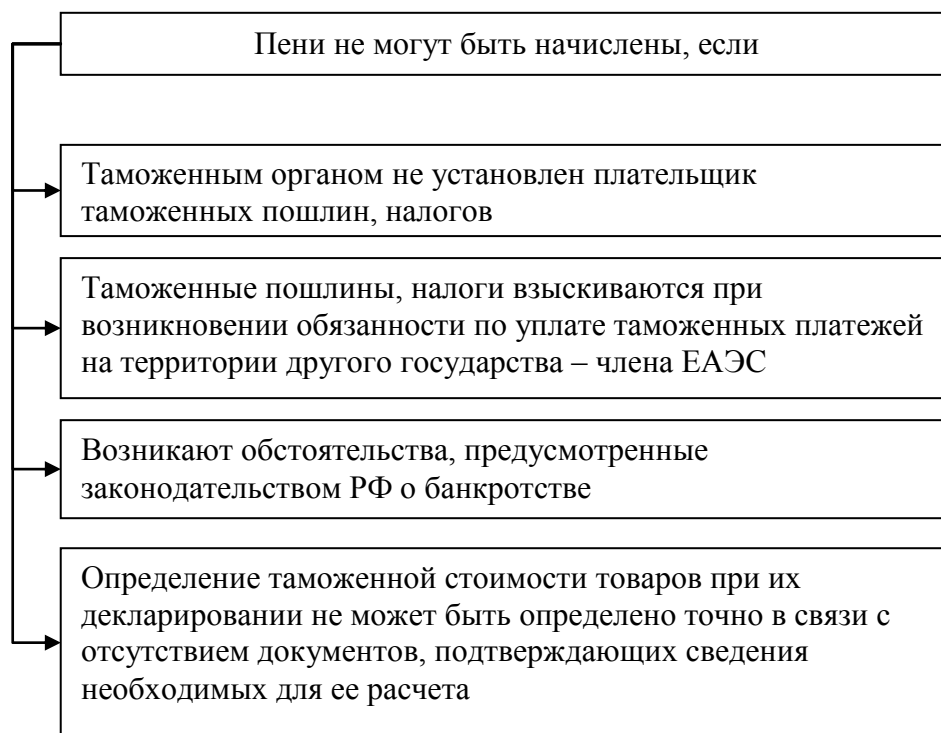 Пени не могут быть начислены, если
Таможенным органом не установлен плательщик
таможенных пошлин, налогов
Таможенные пошлины, налоги взыскиваются при
возникновении обязанности по уплате таможенных платежей
на территории другого государства – члена ЕАЭС
Возникают обстоятельства, предусмотренные
законодательством РФ о банкротстве
Определение таможенной стоимости товаров при их
декларировании не может быть определено точно в связи с
отсутствием документов, подтверждающих сведения
необходимых для ее расчета